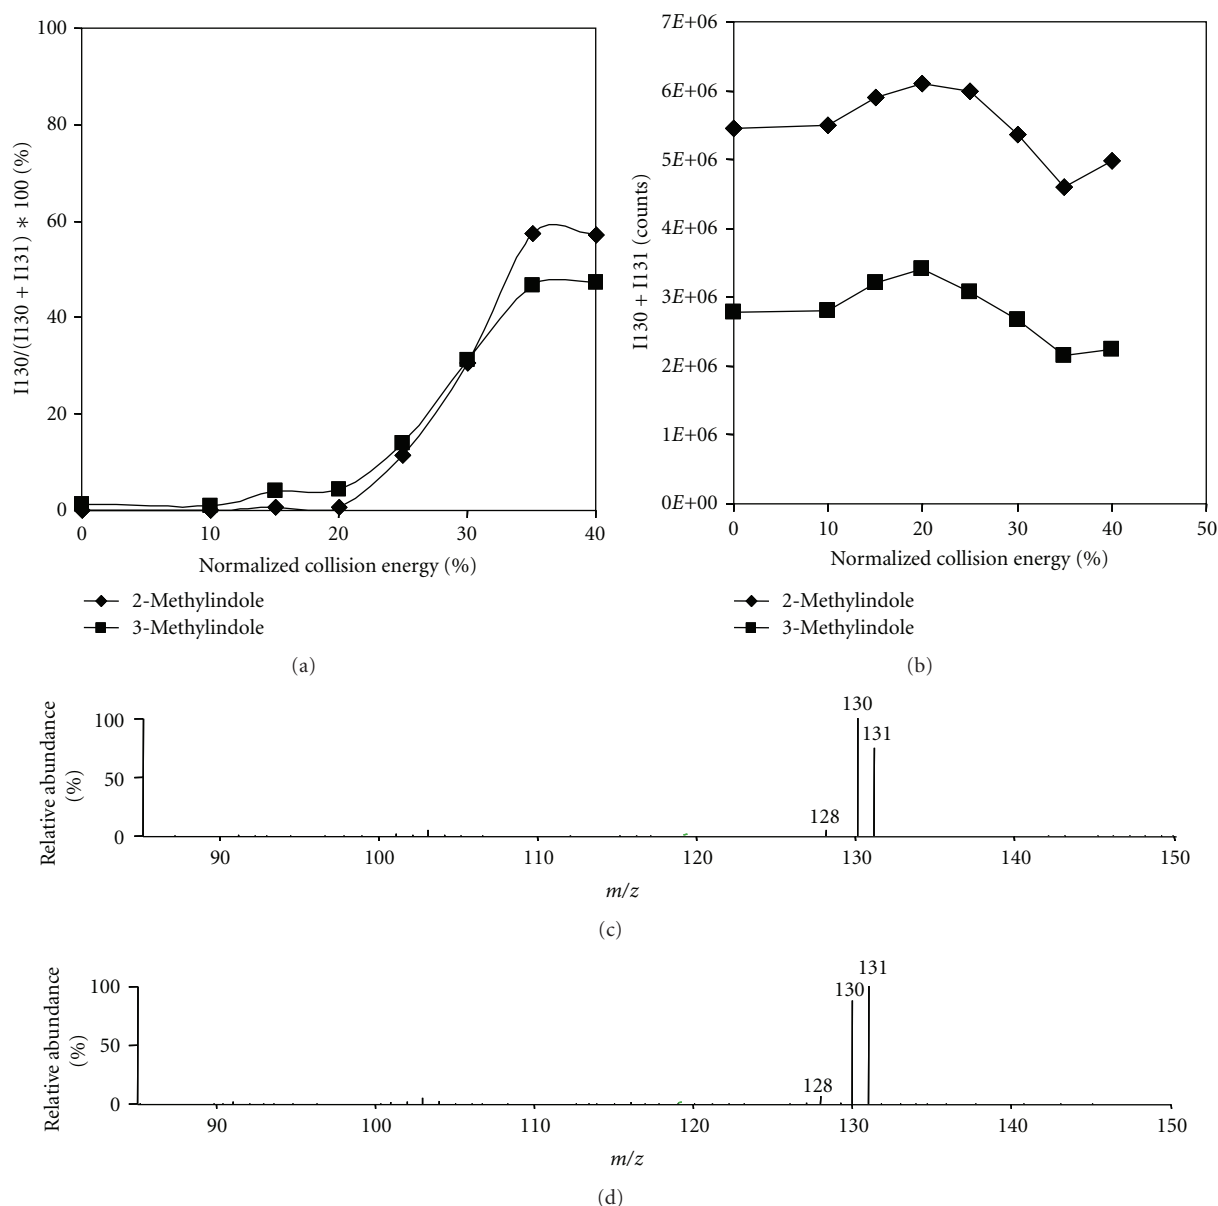 100
80
60
40
20
0
I130/(I130 + I131) ∗ 100 (%)
0 10 20 30 40
Normalized collision energy (%)
2-Methylindole
3-Methylindole
(a)
7E+06
6E+06
5E+06
4E+06
3E+06
2E+06
1E+06
0E+00
I130 + I131 (counts)
0 10 20 30 40 50
Normalized collision energy (%)
2-Methylindole
3-Methylindole
(b)
Relative abundance
(%)
100
50
0
130
131
128
90 100 110 120 130 140 150
m/z
(c)
Relative abundance
(%)
100
50
0
131
130
128
90 100 110 120 130 140 150
m/z
(d)